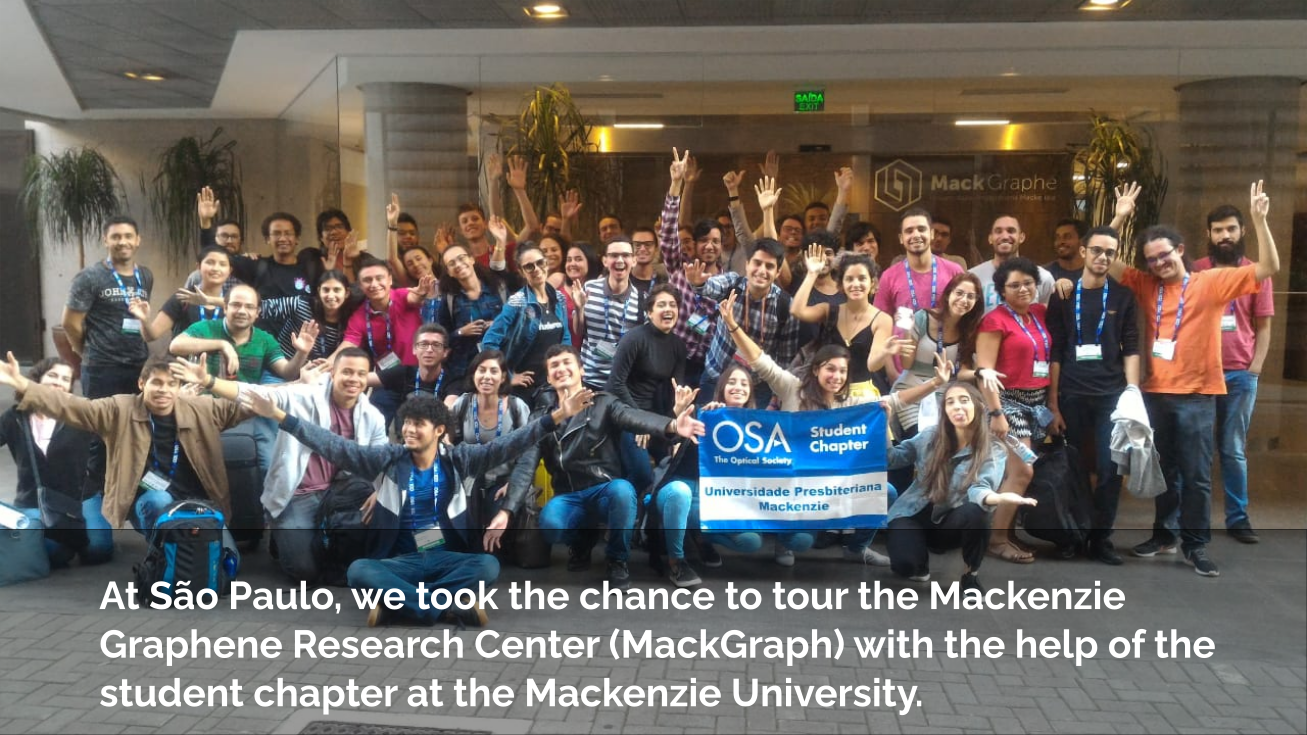 SAÍDA
EXIT
MackGraphe
OSA
The Optical Society
Student
Chapter
Universidade Presbiteriana
Mackenzie
At São Paulo, we took the chance to tour the Mackenzie
Graphene Research Center (MackGraph) with the help of the
student chapter at the Mackenzie University.